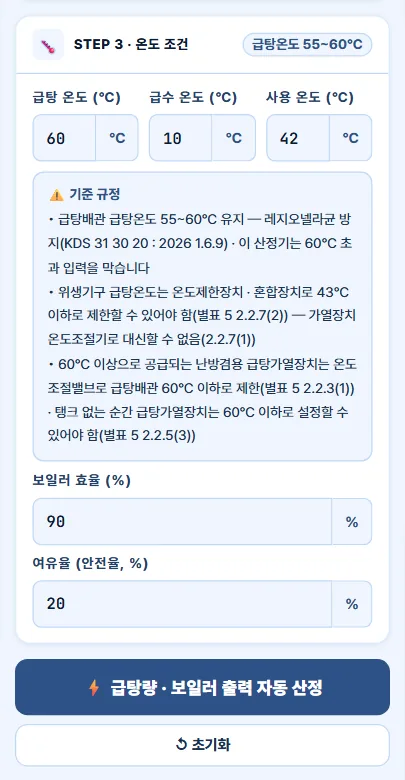 STEP 3 · 온도 조건
급탕온도 55~60℃
급탕 온도 (℃)
급수 온도 (℃)
사용 온도 (℃)
60 ℃
10 ℃
42 ℃
⚠️ 기준 규정
• 급탕배관 급탕온도 55~60℃ 유지 — 레지오넬라균 방
지(KDS 31 30 20 : 2026 1.6.9) · 이 산정기는 60℃ 초
과 입력을 막습니다
• 위생기구 급탕온도는 온도제한장치 · 혼합장치로 43℃
이하로 제한할 수 있어야 함(별표 5 2.2.7(2)) — 가열장치
온도조절기로 대신할 수 없음(2.2.7(1))
• 60℃ 이상으로 공급되는 난방겸용 급탕가열장치는 온도
조절밸브로 급탕배관 60℃ 이하로 제한(별표 5 2.2.3(1))
· 탱크 없는 순간 급탕가열장치는 60℃ 이하로 설정할 수
있어야 함(별표 5 2.2.5(3))
보일러 효율 (%)
90 %
여유율 (안전율, %)
20 %
⚡ 급탕량 · 보일러 출력 자동 산정
↺ 초기화